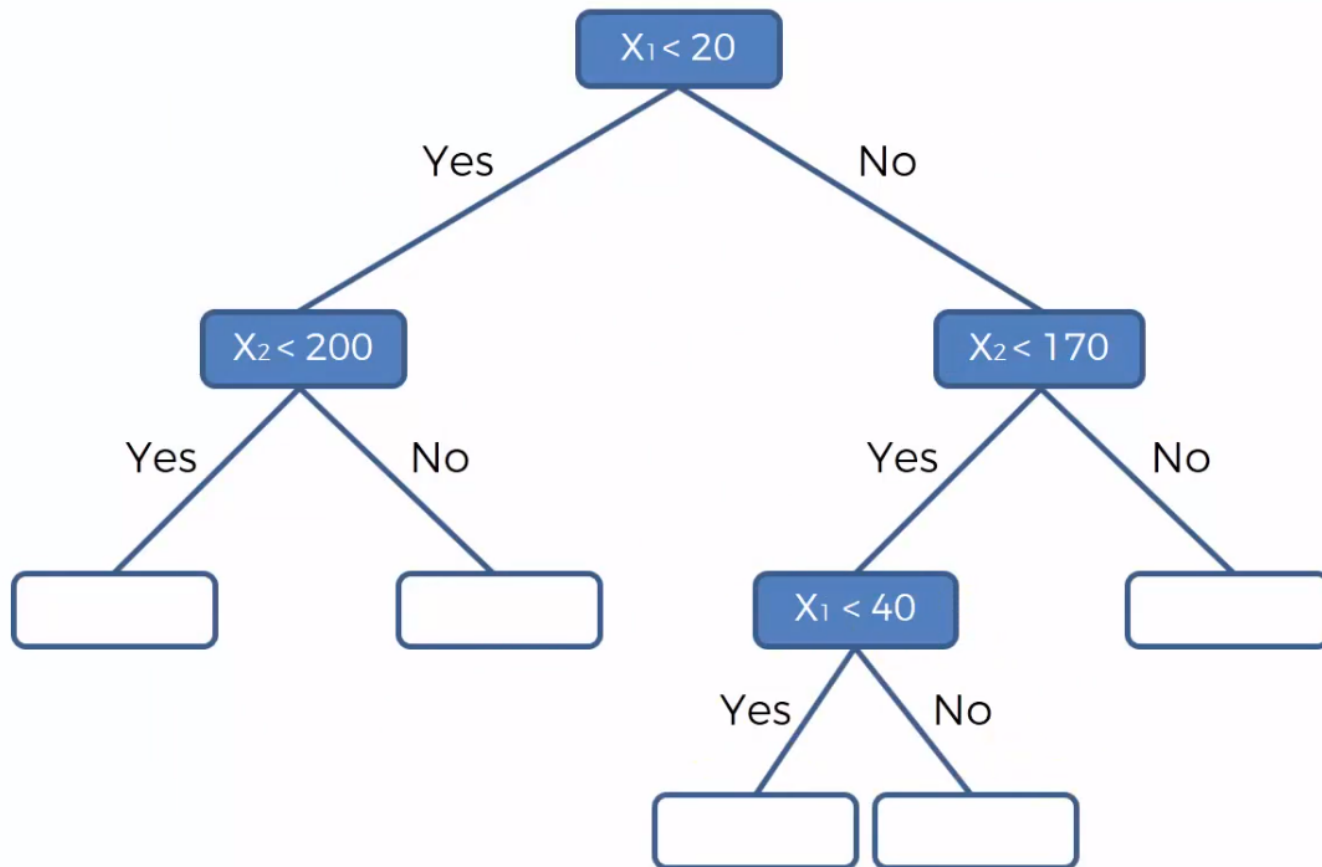 X₁ < 20
Yes
No
X₂ < 200
X₂ < 170
Yes
No
Yes
No
X₁ < 40
Yes
No